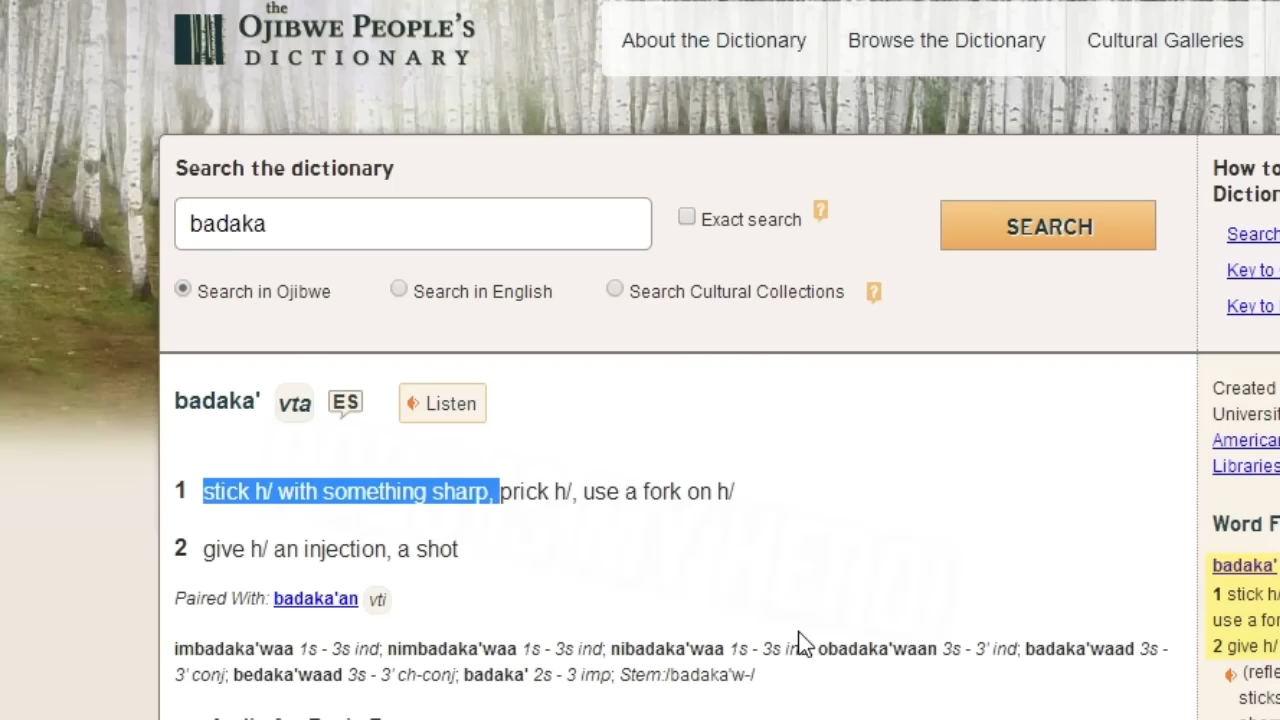 the
OJIBWE PEOPLE'S
DICTIONARY
About the Dictionary
Browse the Dictionary
Cultural Galleries
Search the dictionary
badaka
Exact search ?
SEARCH
Search in Ojibwe
Search in English
Search Cultural Collections ?
badaka' vta ES Listen
1 stick h/ with something sharp, prick h/, use a fork on h/
2 give h/ an injection, a shot
Paired With: badaka'an vti
imbadaka'waa 1s - 3s ind; nimbadaka'waa 1s - 3s ind; nibadaka'waa 1s - 3s ind; obadaka'waan 3s - 3' ind; badaka'waad 3s -
3' conj; bedaka'waad 3s - 3' ch-conj; badaka' 2s - 3 imp; Stem:/badaka'w-/
How to
Diction
Search
Key to
Key to
Created
Universit
American
Libraries
Word F
badaka'
1 stick h/
use a for
2 give h/
(refle
sticks